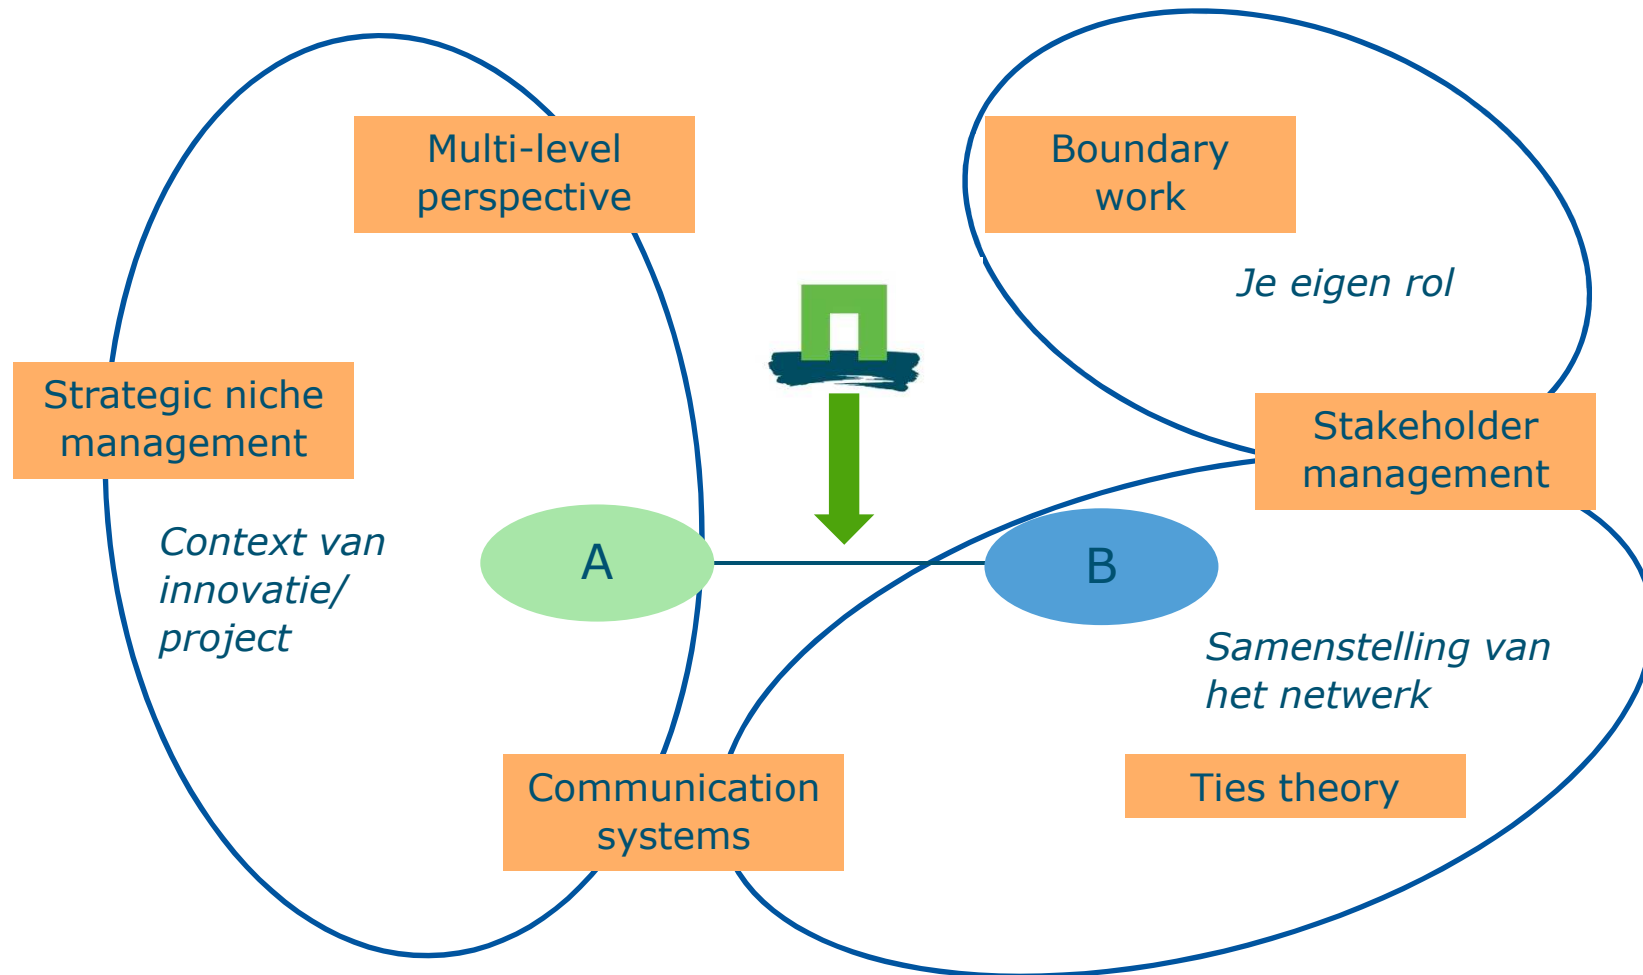 Multi-level
perspective
Boundary
work
Je eigen rol
Strategic niche
management
Stakeholder
management
Context van
innovatie/
project
A
B
Samenstelling van
het netwerk
Communication
systems
Ties theory